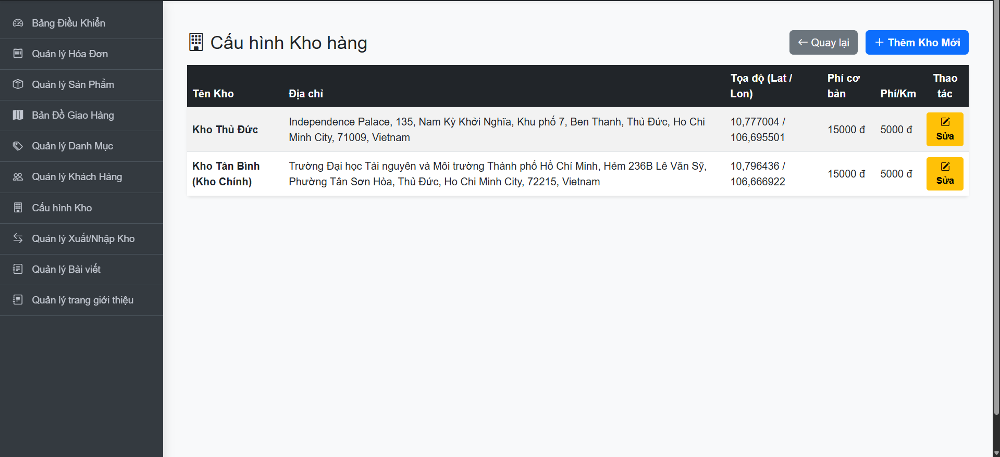 Bảng Điều Khiển
Quản lý Hóa Đơn
Quản lý Sản Phẩm
Bản Đồ Giao Hàng
Quản lý Danh Mục
Quản lý Khách Hàng
Cấu hình Kho
Quản lý Xuất/Nhập Kho
Quản lý Bài viết
Quản lý trang giới thiệu
Cấu hình Kho hàng
Quay lại
Thêm Kho Mới
Tên Kho
Địa chỉ
Tọa độ (Lat /
Lon)
Phí cơ
bản
Phí/Km
Thao
tác
Kho Thủ Đức
Independence Palace, 135, Nam Kỳ Khởi Nghĩa, Khu phố 7, Ben Thanh, Thủ Đức, Ho Chi
Minh City, 71009, Vietnam
10,777004 /
106,695501
15000 đ
5000 đ
Sửa
Kho Tân Bình
(Kho Chính)
Trường Đại học Tài nguyên và Môi trường Thành phố Hồ Chí Minh, Hẻm 236B Lê Văn Sỹ,
Phường Tân Sơn Hòa, Thủ Đức, Ho Chi Minh City, 72215, Vietnam
10,796436 /
106,666922
15000 đ
5000 đ
Sửa